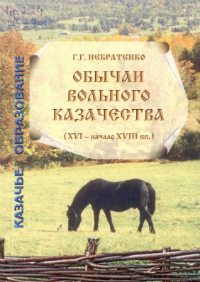 Г.Г. НЕБРАТЕНКО
ОБЫЧАИ
ВОЛЬНОГО
КАЗАЧЕСТВА
(XVI – начало XVIII вв.)
КАЗАЧЬЕ ОБРАЗОВАНИЕ